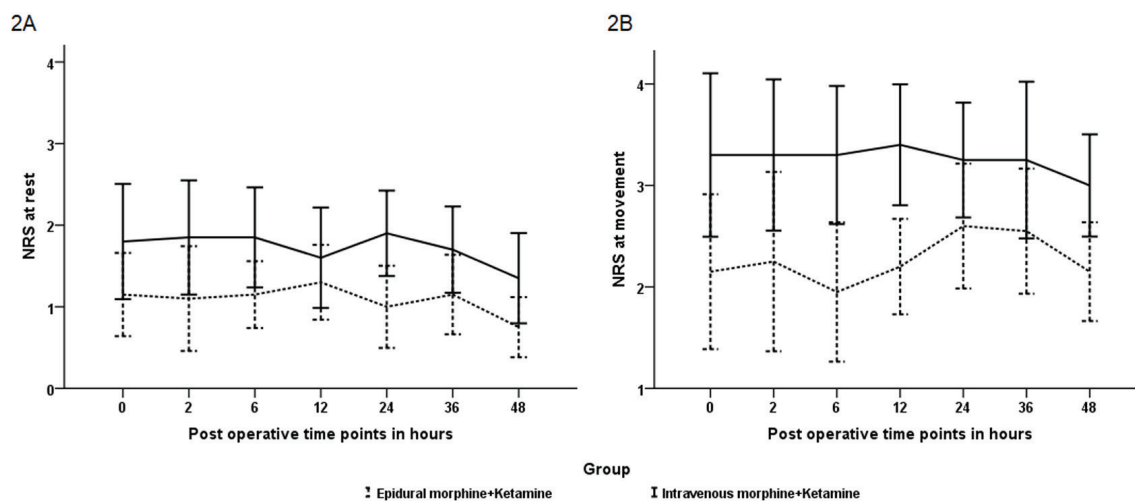 2A
4
3
2
1
0
NRS at rest
0 2 6 12 24 36 48
Post operative time points in hours
2B
4
3
2
1
NRS at movement
0 2 6 12 24 36 48
Post operative time points in hours
Group
Epidural morphine+Ketamine
Intravenous morphine+Ketamine